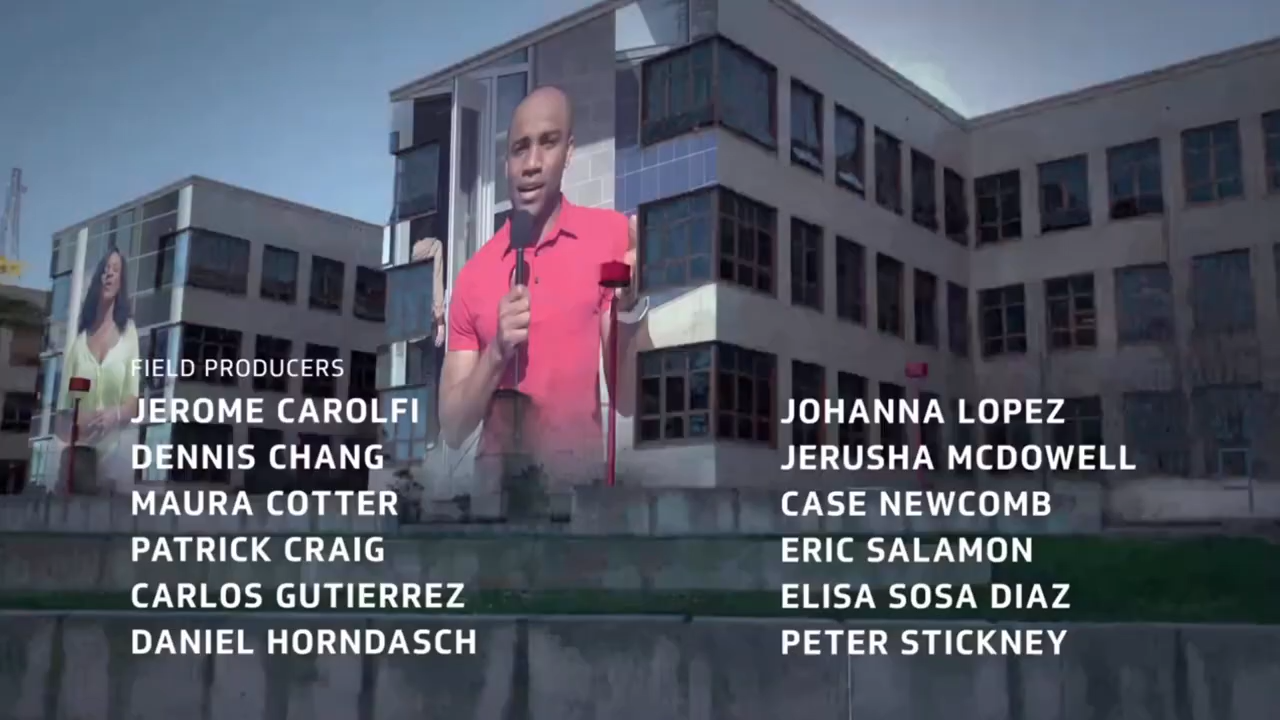 FIELD PRODUCERS
JEROME CAROLFI
DENNIS CHANG
MAURA COTTER
PATRICK CRAIG
CARLOS GUTIERREZ
DANIEL HORNDASCH
JOHANNA LOPEZ
JERUSHA MCDOWELL
CASE NEWCOMB
ERIC SALAMON
ELISA SOSA DIAZ
PETER STICKNEY